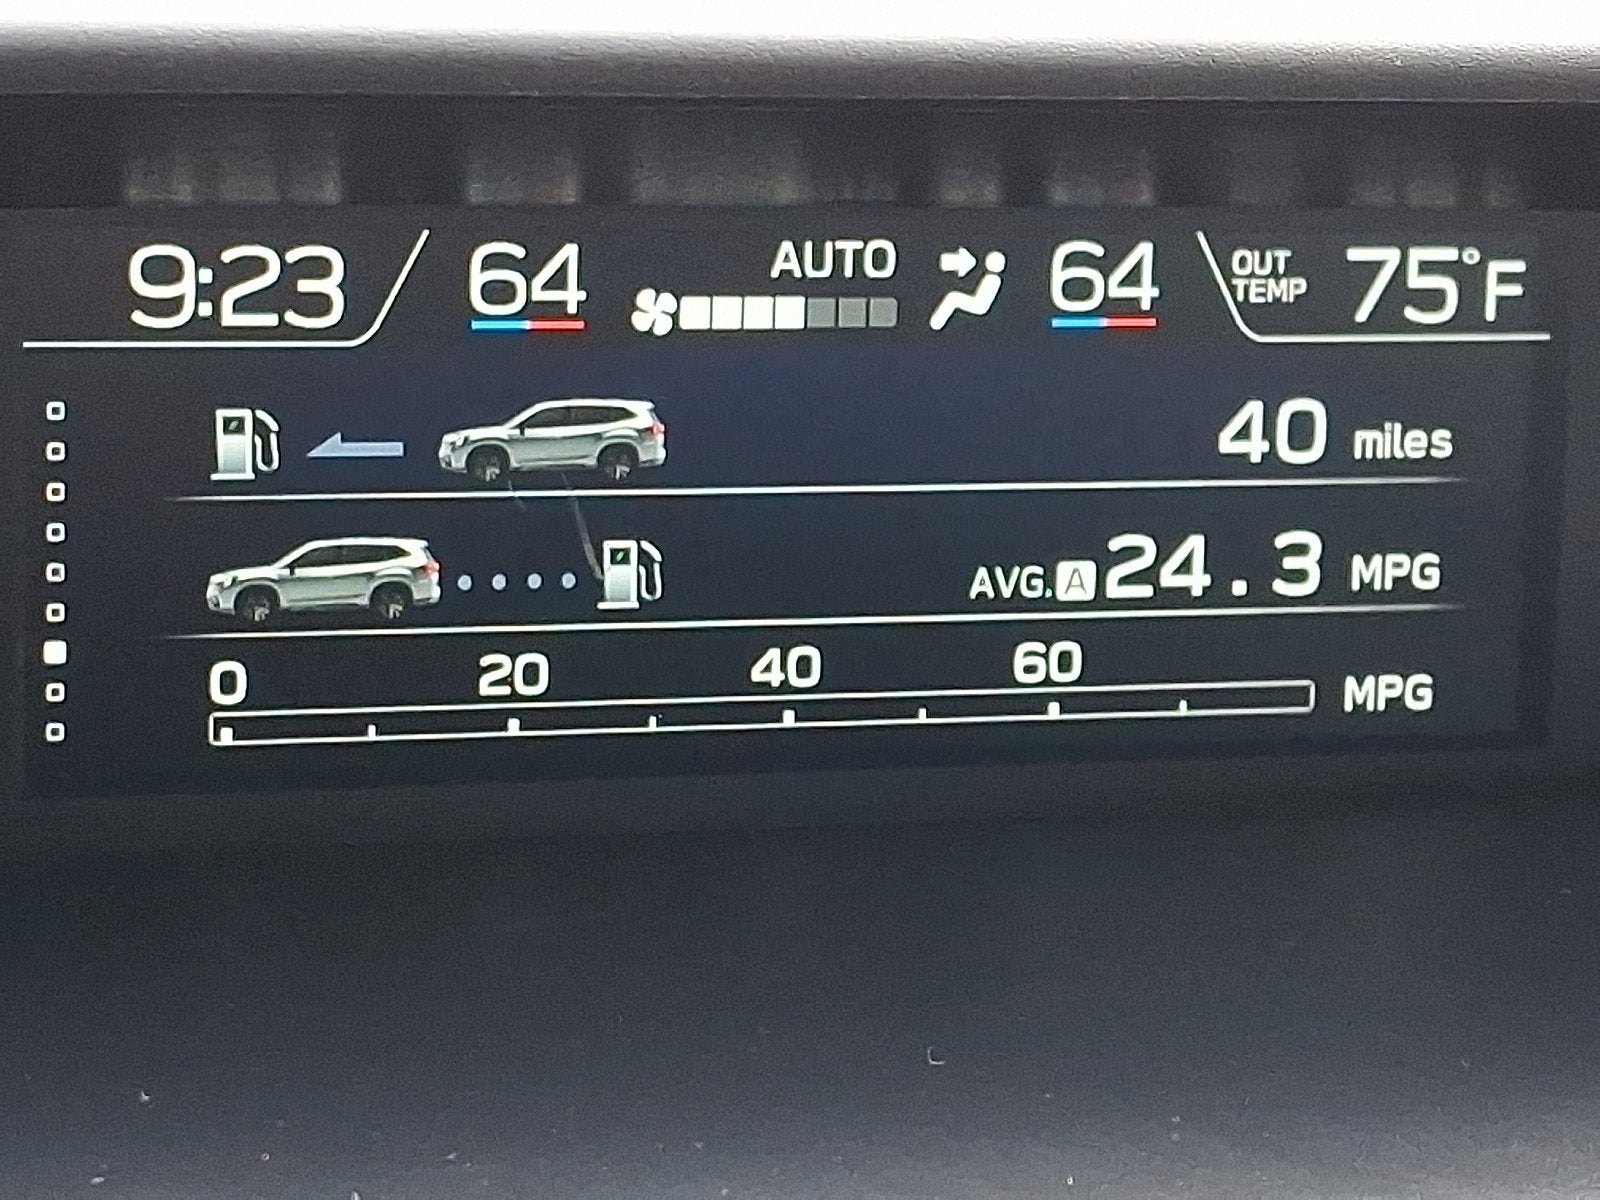 9:23 64 AUTO 64 OUT TEMP 75°F
40 miles
AVG. A 24.3 MPG
0 20 40 60 MPG